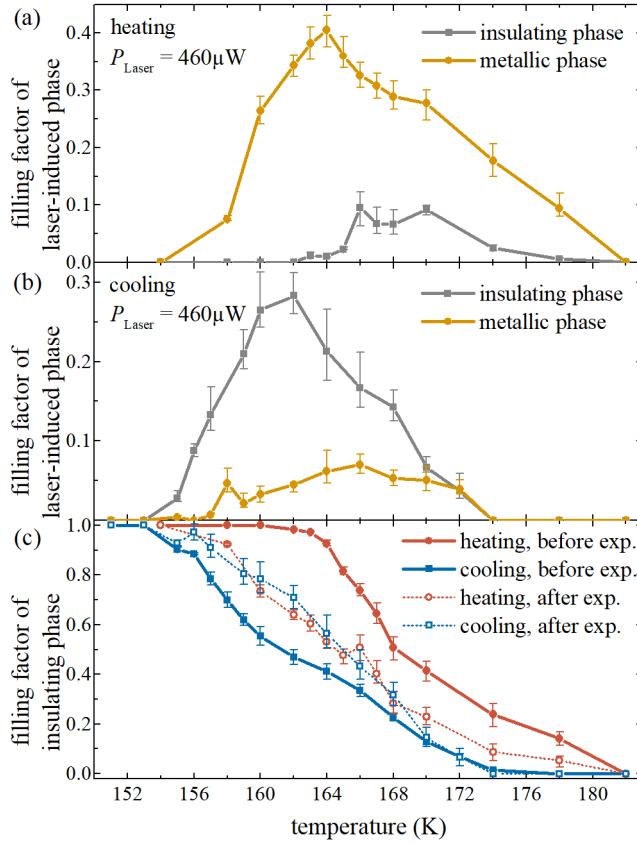 (a)
heating
P Laser = 460µW
insulating phase
metallic phase
0.4
0.3
0.2
0.1
0.0
filling factor of
laser-induced phase
(b)
cooling
P Laser = 460µW
insulating phase
metallic phase
0.3
0.2
0.1
filling factor of
laser-induced phase
(c)
heating, before exp.
cooling, before exp.
heating, after exp.
cooling, after exp.
1.0
0.8
0.6
0.4
0.2
0.0
filling factor of
insulating phase
152 156 160 164 168 172 176 180
temperature (K)